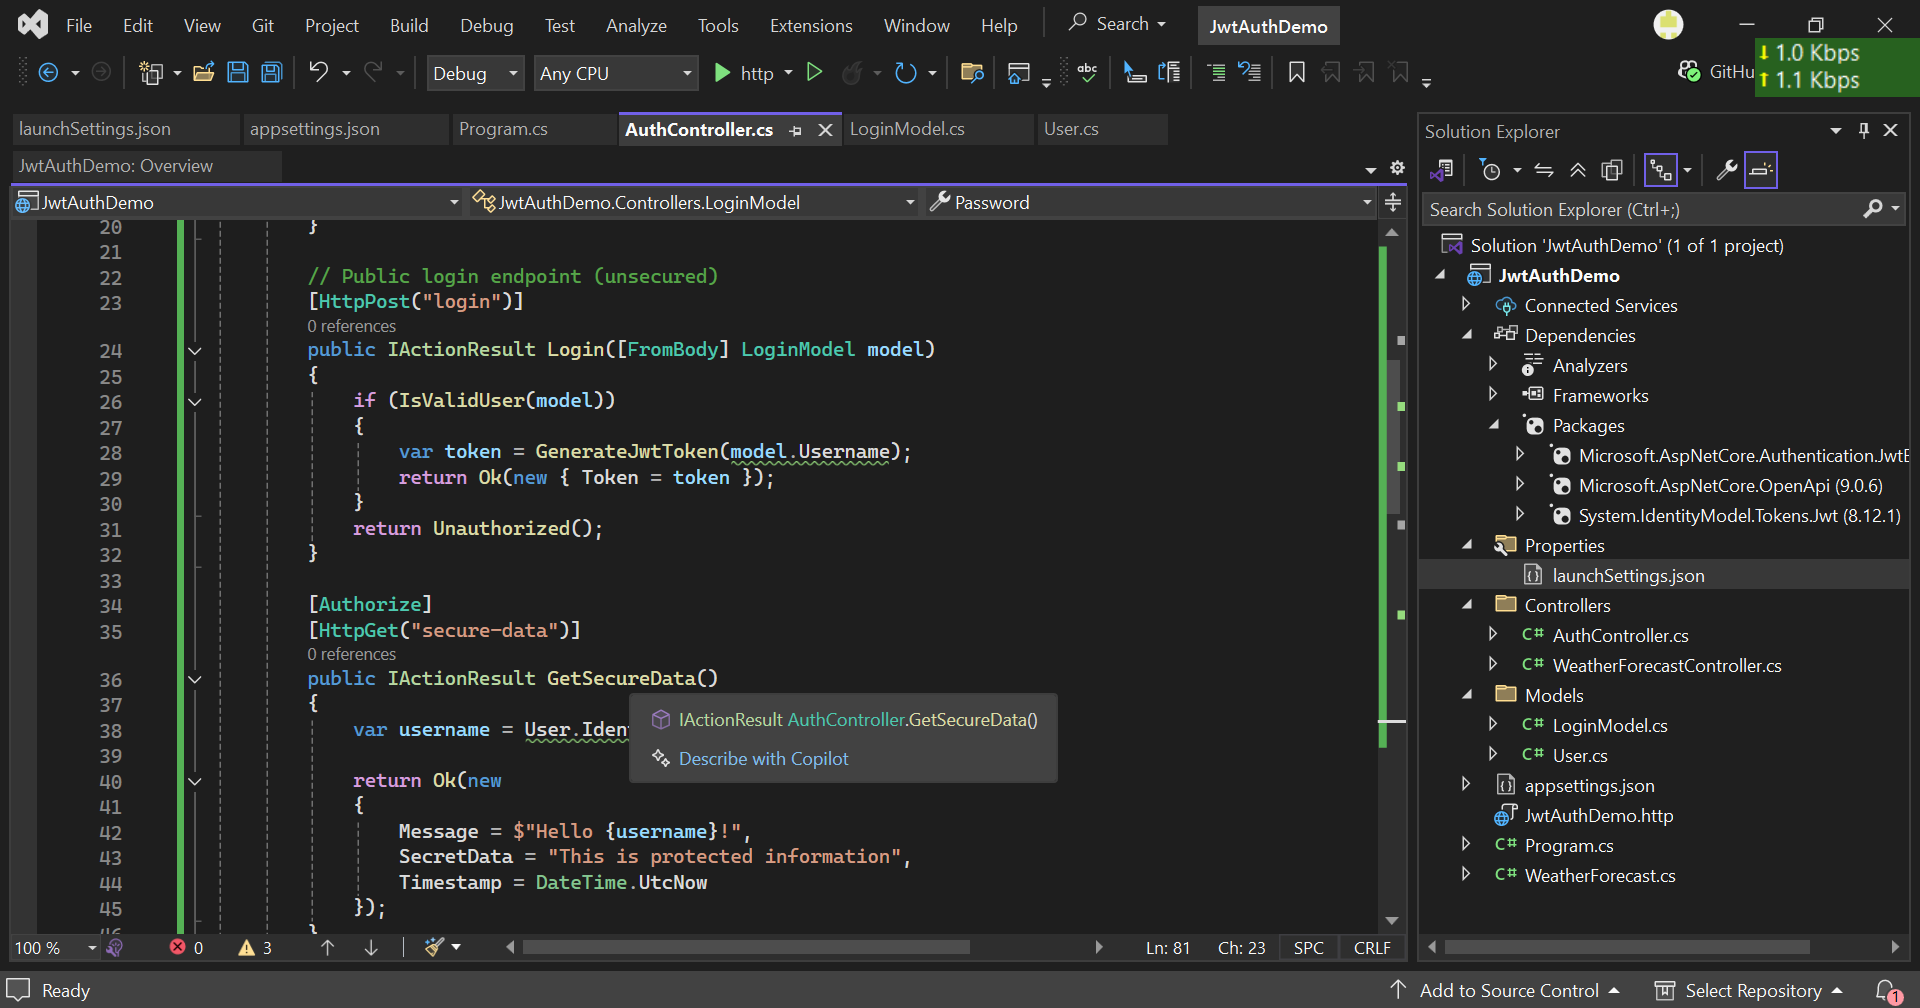 File Edit View Git Project Build Debug Test Analyze Tools Extensions Window Help Search JwtAuthDemo
Debug Any CPU http abc GitHu
↓ 1.0 Kbps
↑ 1.1 Kbps
launchSettings.json appsettings.json Program.cs AuthController.cs LoginModel.cs User.cs
JwtAuthDemo: Overview
JwtAuthDemo JwtAuthDemo.Controllers.LoginModel Password
20 }
21
22 // Public login endpoint (unsecured)
23 [HttpPost("login")]
0 references
24 public IActionResult Login([FromBody] LoginModel model)
25 {
26 if (IsValidUser(model))
27 {
28 var token = GenerateJwtToken(model.Username);
29 return Ok(new { Token = token });
30 }
31 return Unauthorized();
32 }
33
34 [Authorize]
35 [HttpGet("secure-data")]
0 references
36 public IActionResult GetSecureData()
37 {
38 var username = User.Ident
39
40 return Ok(new
41 {
42 Message = $"Hello {username}!",
43 SecretData = "This is protected information",
44 Timestamp = DateTime.UtcNow
45 });
46 }
IActionResult AuthController.GetSecureData()
Describe with Copilot
100 % 0 3 Ln: 81 Ch: 23 SPC CRLF
Solution Explorer
Search Solution Explorer (Ctrl+;)
Solution 'JwtAuthDemo' (1 of 1 project)
JwtAuthDemo
Connected Services
Dependencies
Analyzers
Frameworks
Packages
Microsoft.AspNetCore.Authentication.JwtB
Microsoft.AspNetCore.OpenApi (9.0.6)
System.IdentityModel.Tokens.Jwt (8.12.1)
Properties
launchSettings.json
Controllers
C# AuthController.cs
C# WeatherForecastController.cs
Models
C# LoginModel.cs
C# User.cs
appsettings.json
JwtAuthDemo.http
C# Program.cs
C# WeatherForecast.cs
Ready Add to Source Control Select Repository 1